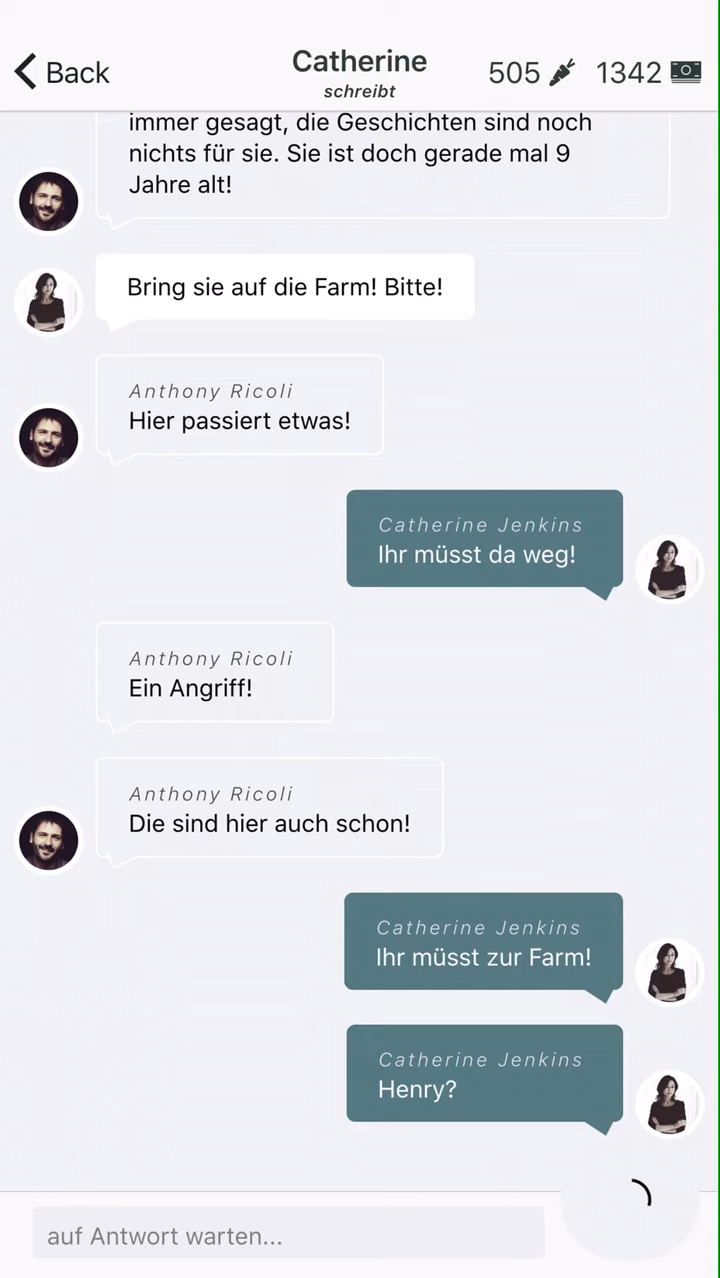 Back
Catherine
schreibt
505
1342
immer gesagt, die Geschichten sind noch
nichts für sie. Sie ist doch gerade mal 9
Jahre alt!
Bring sie auf die Farm! Bitte!
Anthony Ricoli
Hier passiert etwas!
Catherine Jenkins
Ihr müsst da weg!
Anthony Ricoli
Ein Angriff!
Anthony Ricoli
Die sind hier auch schon!
Catherine Jenkins
Ihr müsst zur Farm!
Catherine Jenkins
Henry?
auf Antwort warten...